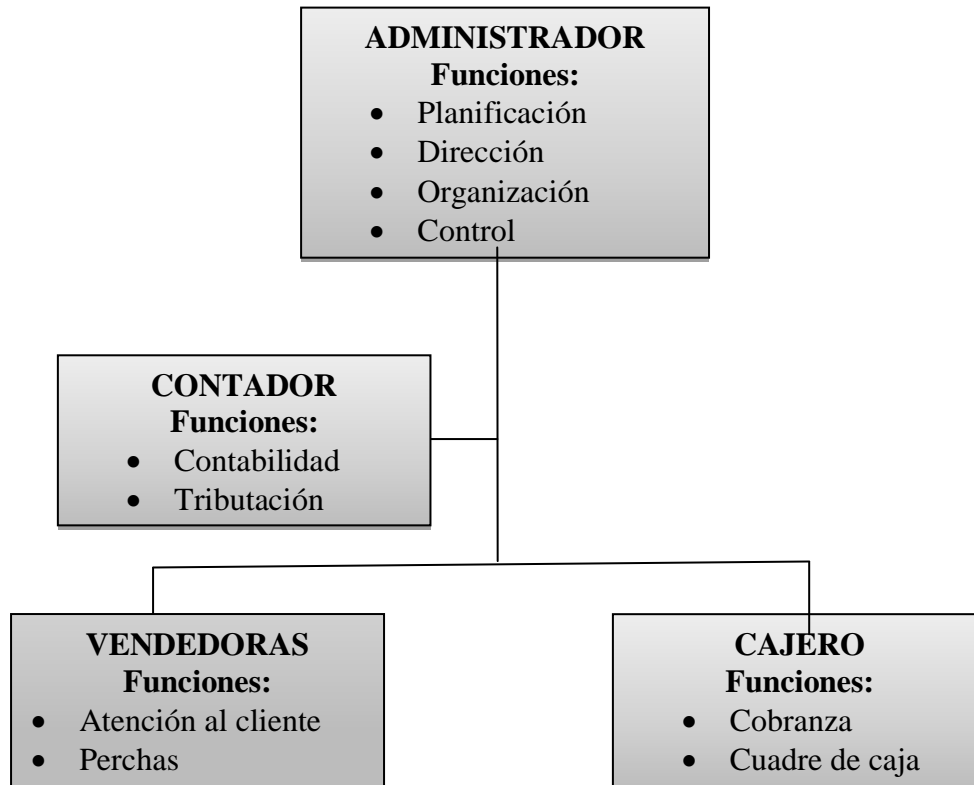 ADMINISTRADOR
Funciones:
• Planificación
• Dirección
• Organización
• Control
CONTADOR
Funciones:
• Contabilidad
• Tributación
VENDEDORAS
Funciones:
• Atención al cliente
• Perchas
CAJERO
Funciones:
• Cobranza
• Cuadre de caja